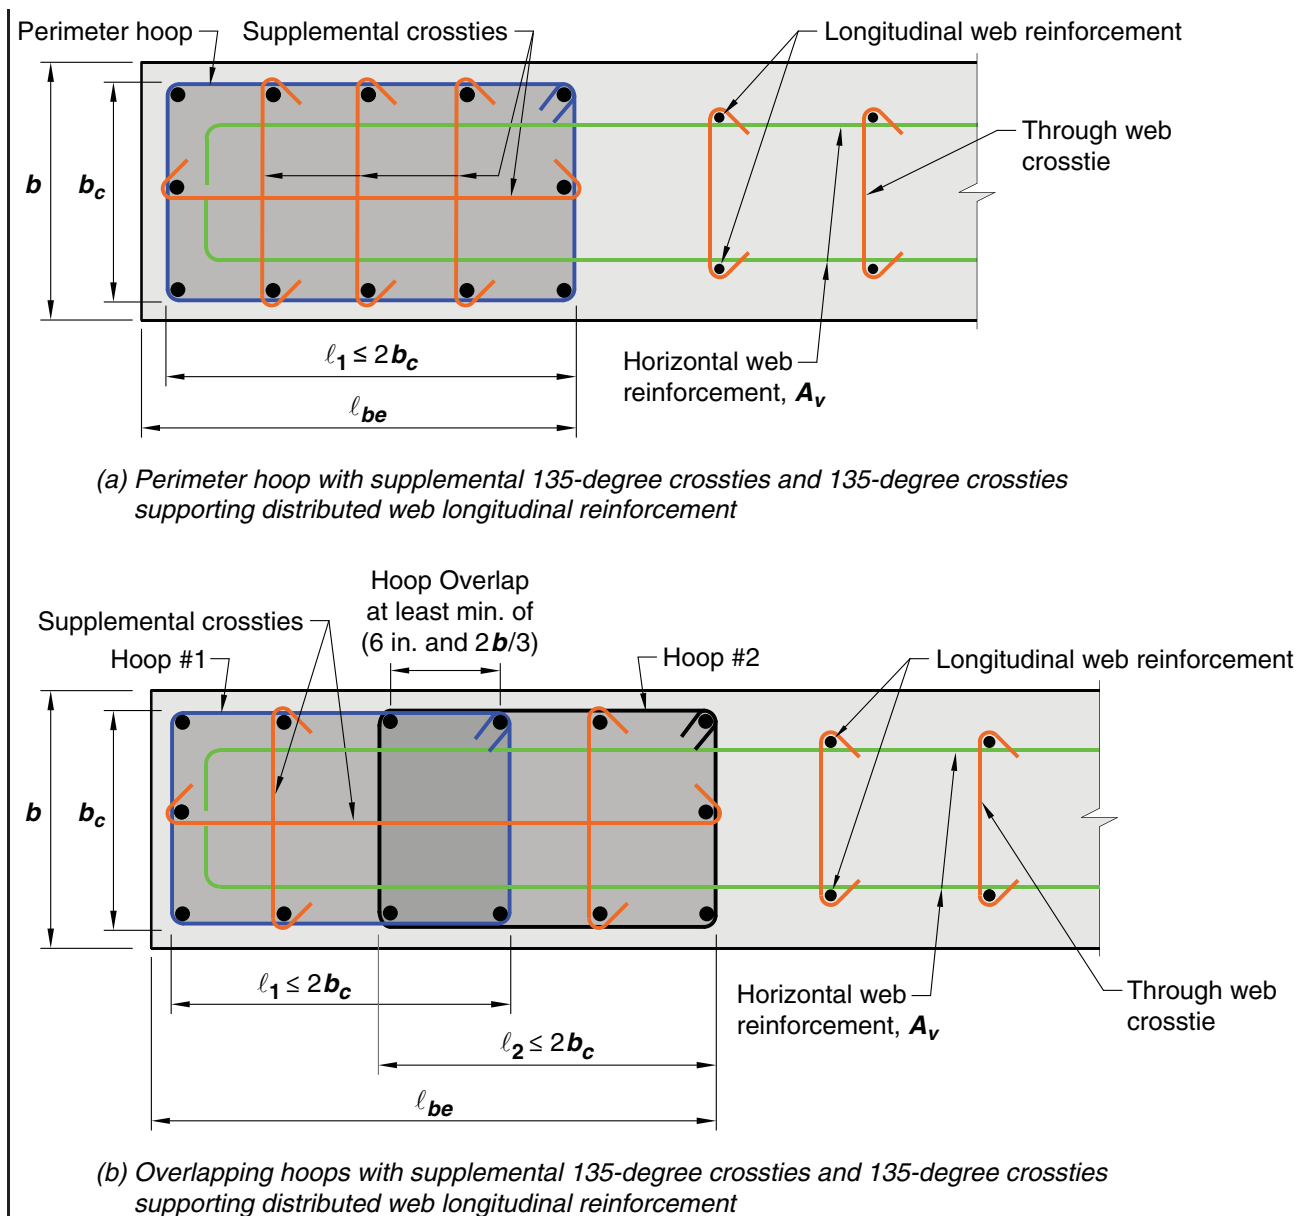 Perimeter hoop
Supplemental crossties
Longitudinal web reinforcement
Through web
crosstie
b
b_c
ℓ_1 ≤ 2b_c
ℓ_be
Horizontal web
reinforcement, A_v
(a) Perimeter hoop with supplemental 135-degree crossties and 135-degree crossties
supporting distributed web longitudinal reinforcement
Hoop Overlap
at least min. of
(6 in. and 2b/3)
Supplemental crossties
Hoop #1
Hoop #2
Longitudinal web reinforcement
b
b_c
ℓ_1 ≤ 2b_c
ℓ_2 ≤ 2b_c
ℓ_be
Horizontal web
reinforcement, A_v
Through web
crosstie
(b) Overlapping hoops with supplemental 135-degree crossties and 135-degree crossties
supporting distributed web longitudinal reinforcement